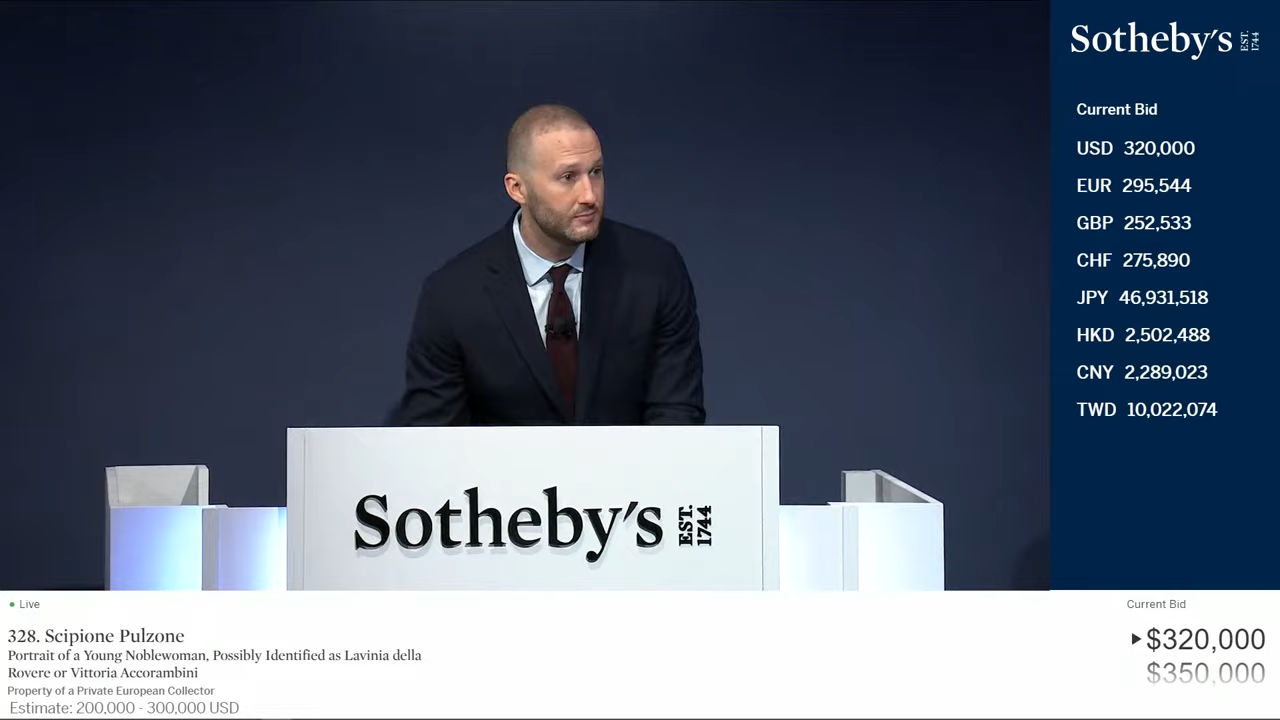 Sotheby's EST. 1744
Current Bid
USD 320,000
EUR 295,544
GBP 252,533
CHF 275,890
JPY 46,931,518
HKD 2,502,488
CNY 2,289,023
TWD 10,022,074
Sotheby's EST. 1744
Live
328. Scipione Pulzone
Portrait of a Young Noblewoman, Possibly Identified as Lavinia della
Rovere or Vittoria Accorambini
Property of a Private European Collector
Estimate: 200,000 - 300,000 USD
Current Bid
$320,000
$350,000